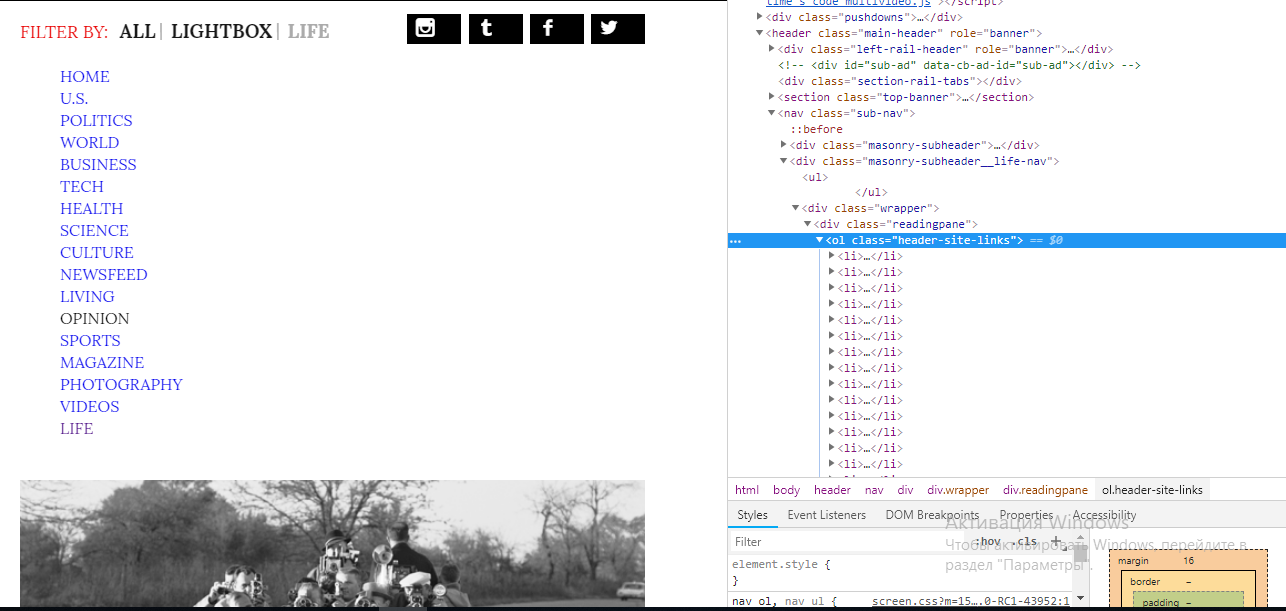 FILTER BY: ALL | LIGHTBOX | LIFE
HOME
U.S.
POLITICS
WORLD
BUSINESS
TECH
HEALTH
SCIENCE
CULTURE
NEWSFEED
LIVING
OPINION
SPORTS
MAGAZINE
PHOTOGRAPHY
VIDEOS
LIFE
time's code multivideo.js"></script>
<div class="pushdowns">…</div>
<header class="main-header" role="banner">
<div class="left-rail-header" role="banner">…</div>
<!-- <div id="sub-ad" data-cb-ad-id="sub-ad"></div> -->
<div class="section-rail-tabs"></div>
<section class="top-banner">…</section>
<nav class="sub-nav">
::before
<div class="masonry-subheader">…</div>
<div class="masonry-subheader__life-nav">
<ul>
</ul>
<div class="wrapper">
<div class="readingpane">
… <ol class="header-site-links"> == $0
<li>…</li>
<li>…</li>
<li>…</li>
<li>…</li>
<li>…</li>
<li>…</li>
<li>…</li>
<li>…</li>
<li>…</li>
<li>…</li>
<li>…</li>
<li>…</li>
<li>…</li>
<li>…</li>
html body header nav div div.wrapper div.readingpane ol.header-site-links
Styles Event Listeners DOM Breakpoints Properties Accessibility
Активация Windows
Filter :hov .cls +
Чтобы активировать Windows, перейдите в
раздел "Параметры".
element.style {
}
nav ol, nav ul { screen.css?m=15….0-RC1-43952:1
margin 16
border –
padding –